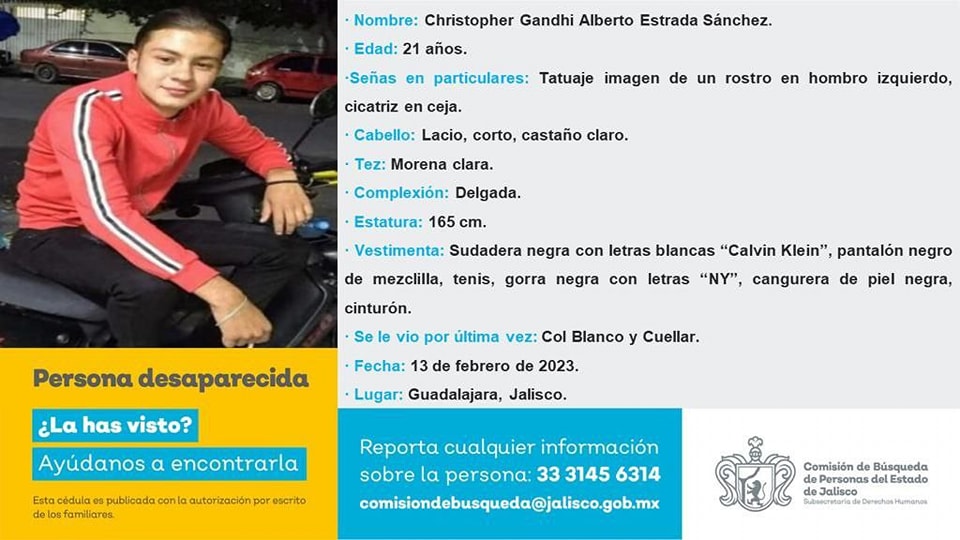 · Nombre: Christopher Gandhi Alberto Estrada Sánchez.
· Edad: 21 años.
·Señas en particulares: Tatuaje imagen de un rostro en hombro izquierdo,
cicatriz en ceja.
· Cabello: Lacio, corto, castaño claro.
· Tez: Morena clara.
· Complexión: Delgada.
· Estatura: 165 cm.
· Vestimenta: Sudadera negra con letras blancas “Calvin Klein”, pantalón negro
de mezclilla, tenis, gorra negra con letras “NY”, cangurera de piel negra,
cinturón.
· Se le vio por última vez: Col Blanco y Cuellar.
· Fecha: 13 de febrero de 2023.
· Lugar: Guadalajara, Jalisco.
Persona desaparecida
¿La has visto?
Ayúdanos a encontrarla
Esta cédula es publicada con la autorización por escrito
de los familiares.
Reporta cualquier información
sobre la persona: 33 3145 6314
comisiondebusqueda@jalisco.gob.mx
Comisión de Búsqueda
de Personas del Estado
de Jalisco
Subsecretaría de Derechos Humanos